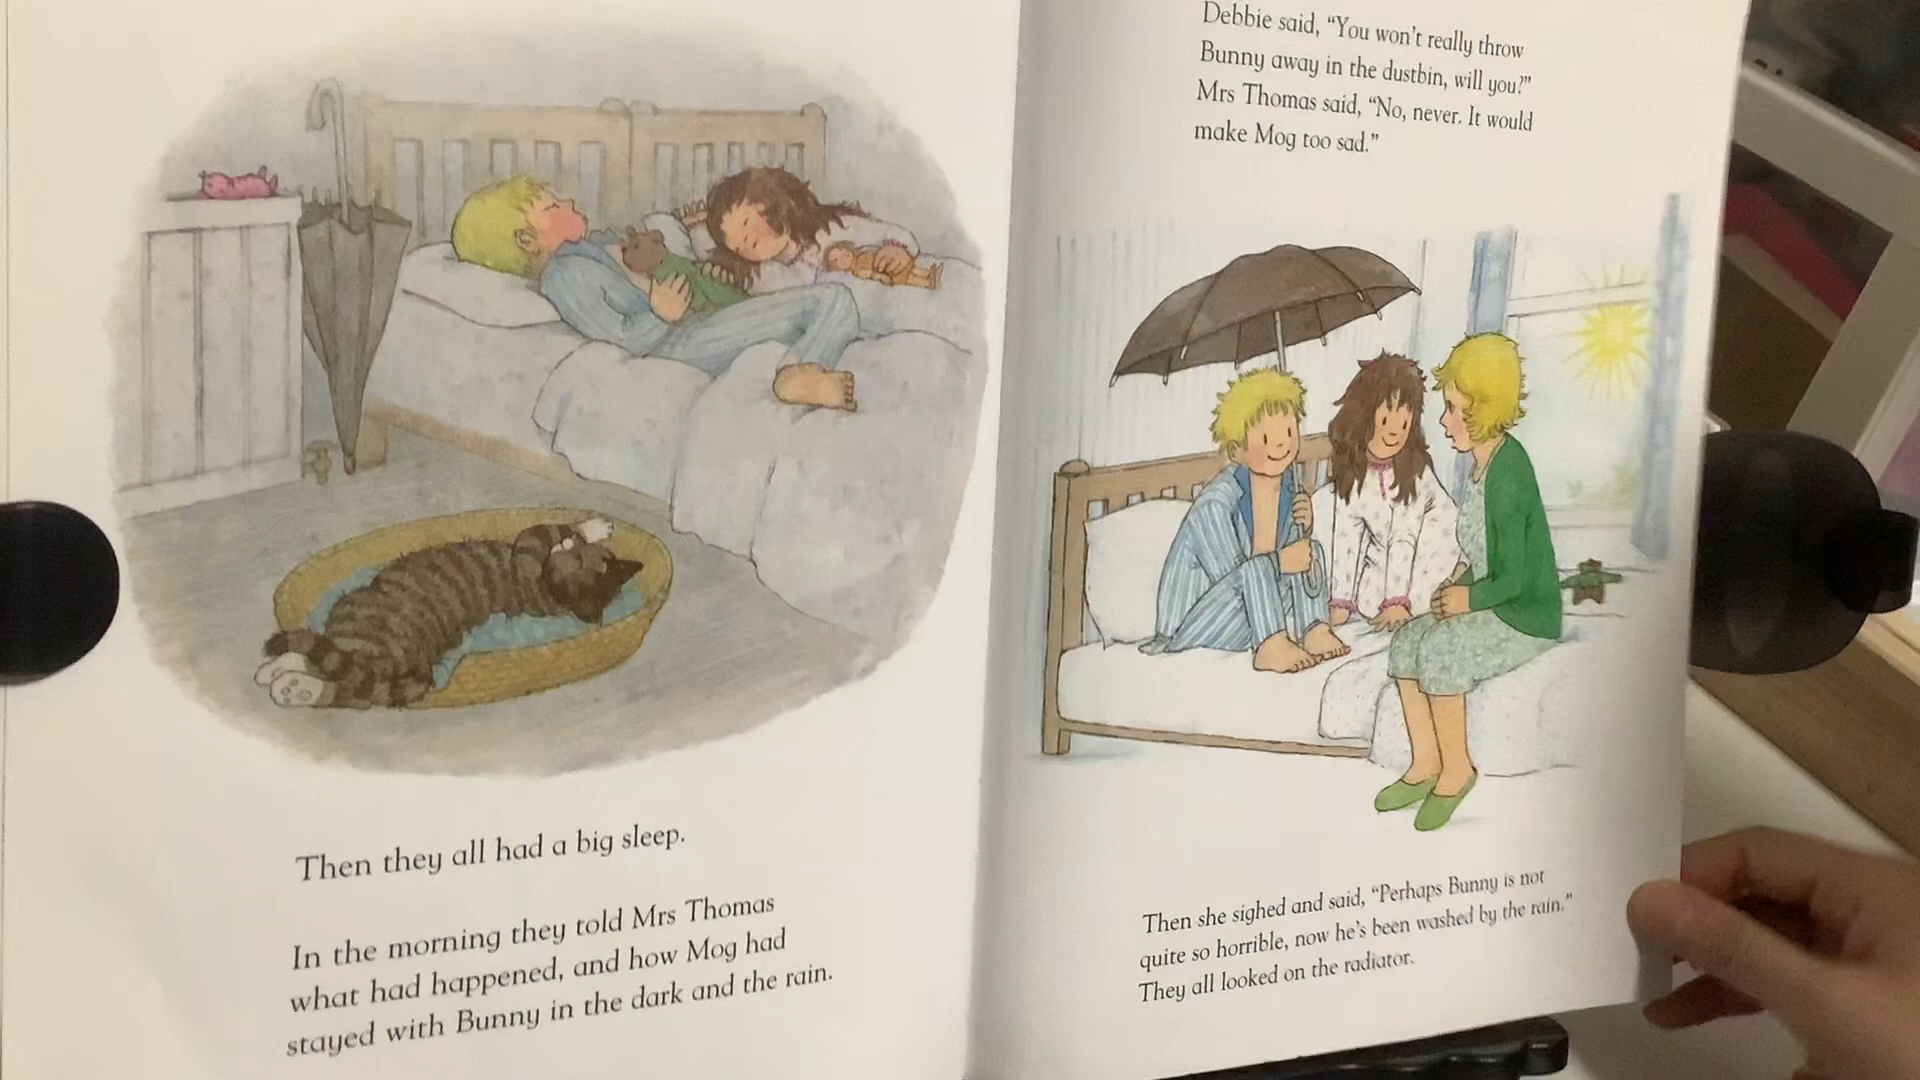 Then they all had a big sleep.
In the morning they told Mrs Thomas
what had happened, and how Mog had
stayed with Bunny in the dark and the rain.
Debbie said, “You won’t really throw
Bunny away in the dustbin, will you?”
Mrs Thomas said, “No, never. It would
make Mog too sad.”
Then she sighed and said, “Perhaps Bunny is not
quite so horrible, now he’s been washed by the rain.”
They all looked on the radiator.